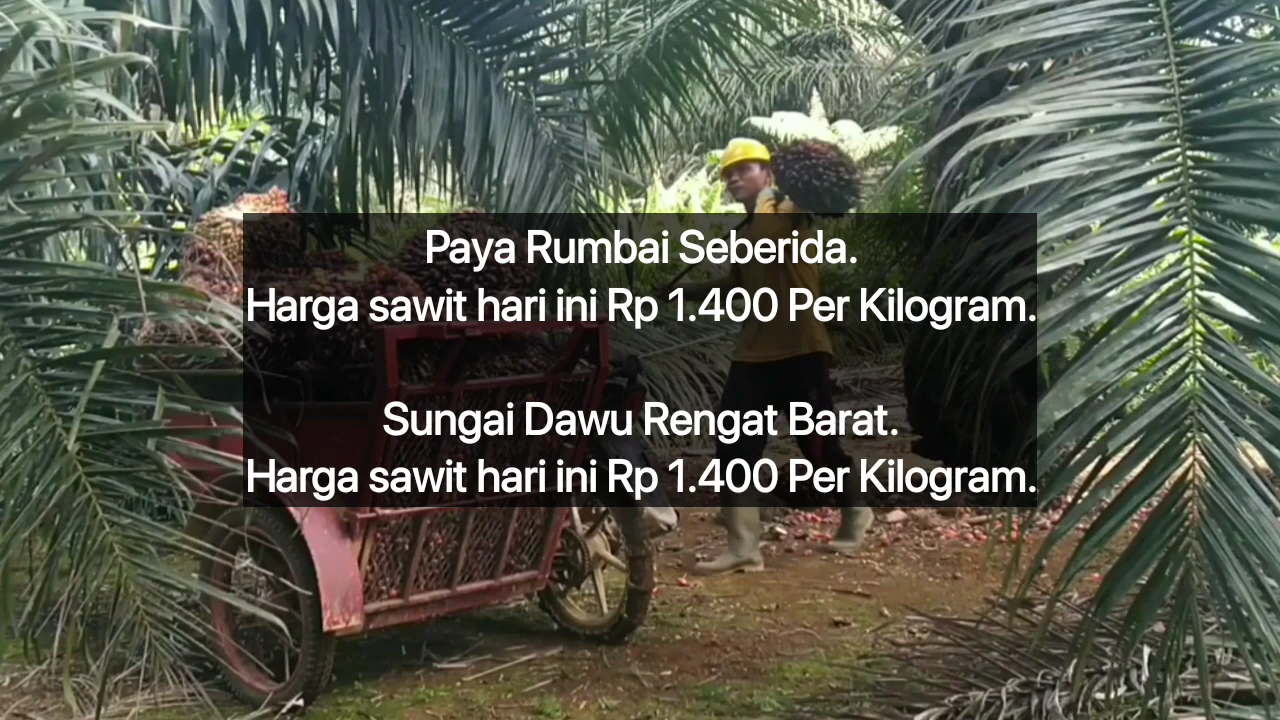 Paya Rumbai Seberida.
Harga sawit hari ini Rp 1.400 Per Kilogram.
Sungai Dawu Rengat Barat.
Harga sawit hari ini Rp 1.400 Per Kilogram.